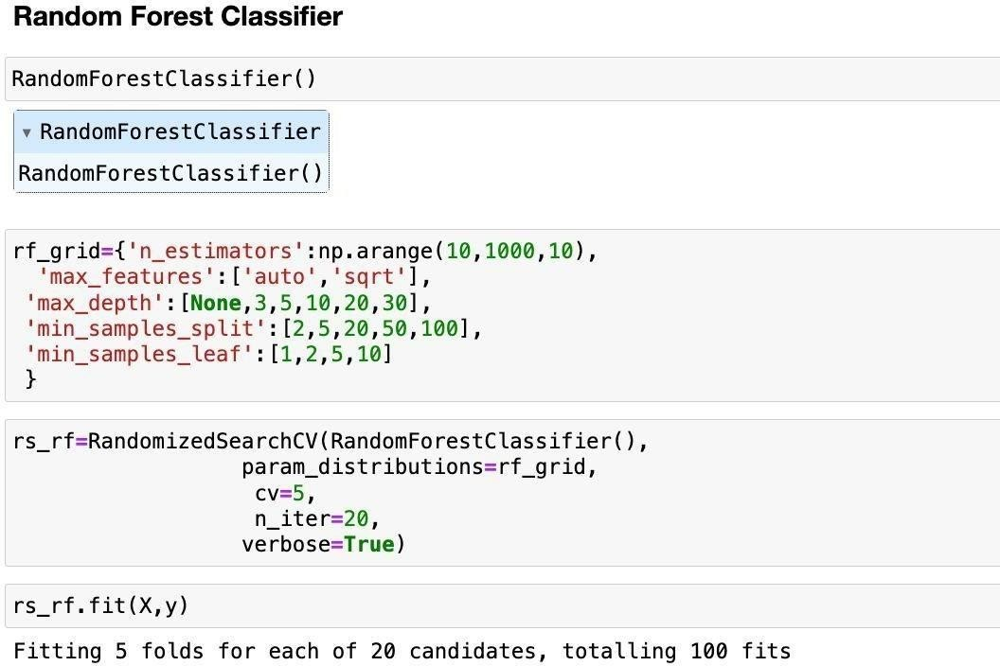 Random Forest Classifier
RandomForestClassifier()
▾ RandomForestClassifier
RandomForestClassifier()
rf_grid={'n_estimators':np.arange(10,1000,10),
  'max_features':['auto','sqrt'],
 'max_depth':[None,3,5,10,20,30],
 'min_samples_split':[2,5,20,50,100],
 'min_samples_leaf':[1,2,5,10]
 }
rs_rf=RandomizedSearchCV(RandomForestClassifier(),
                  param_distributions=rf_grid,
                   cv=5,
                   n_iter=20,
                  verbose=True)
rs_rf.fit(X,y)
Fitting 5 folds for each of 20 candidates, totalling 100 fits